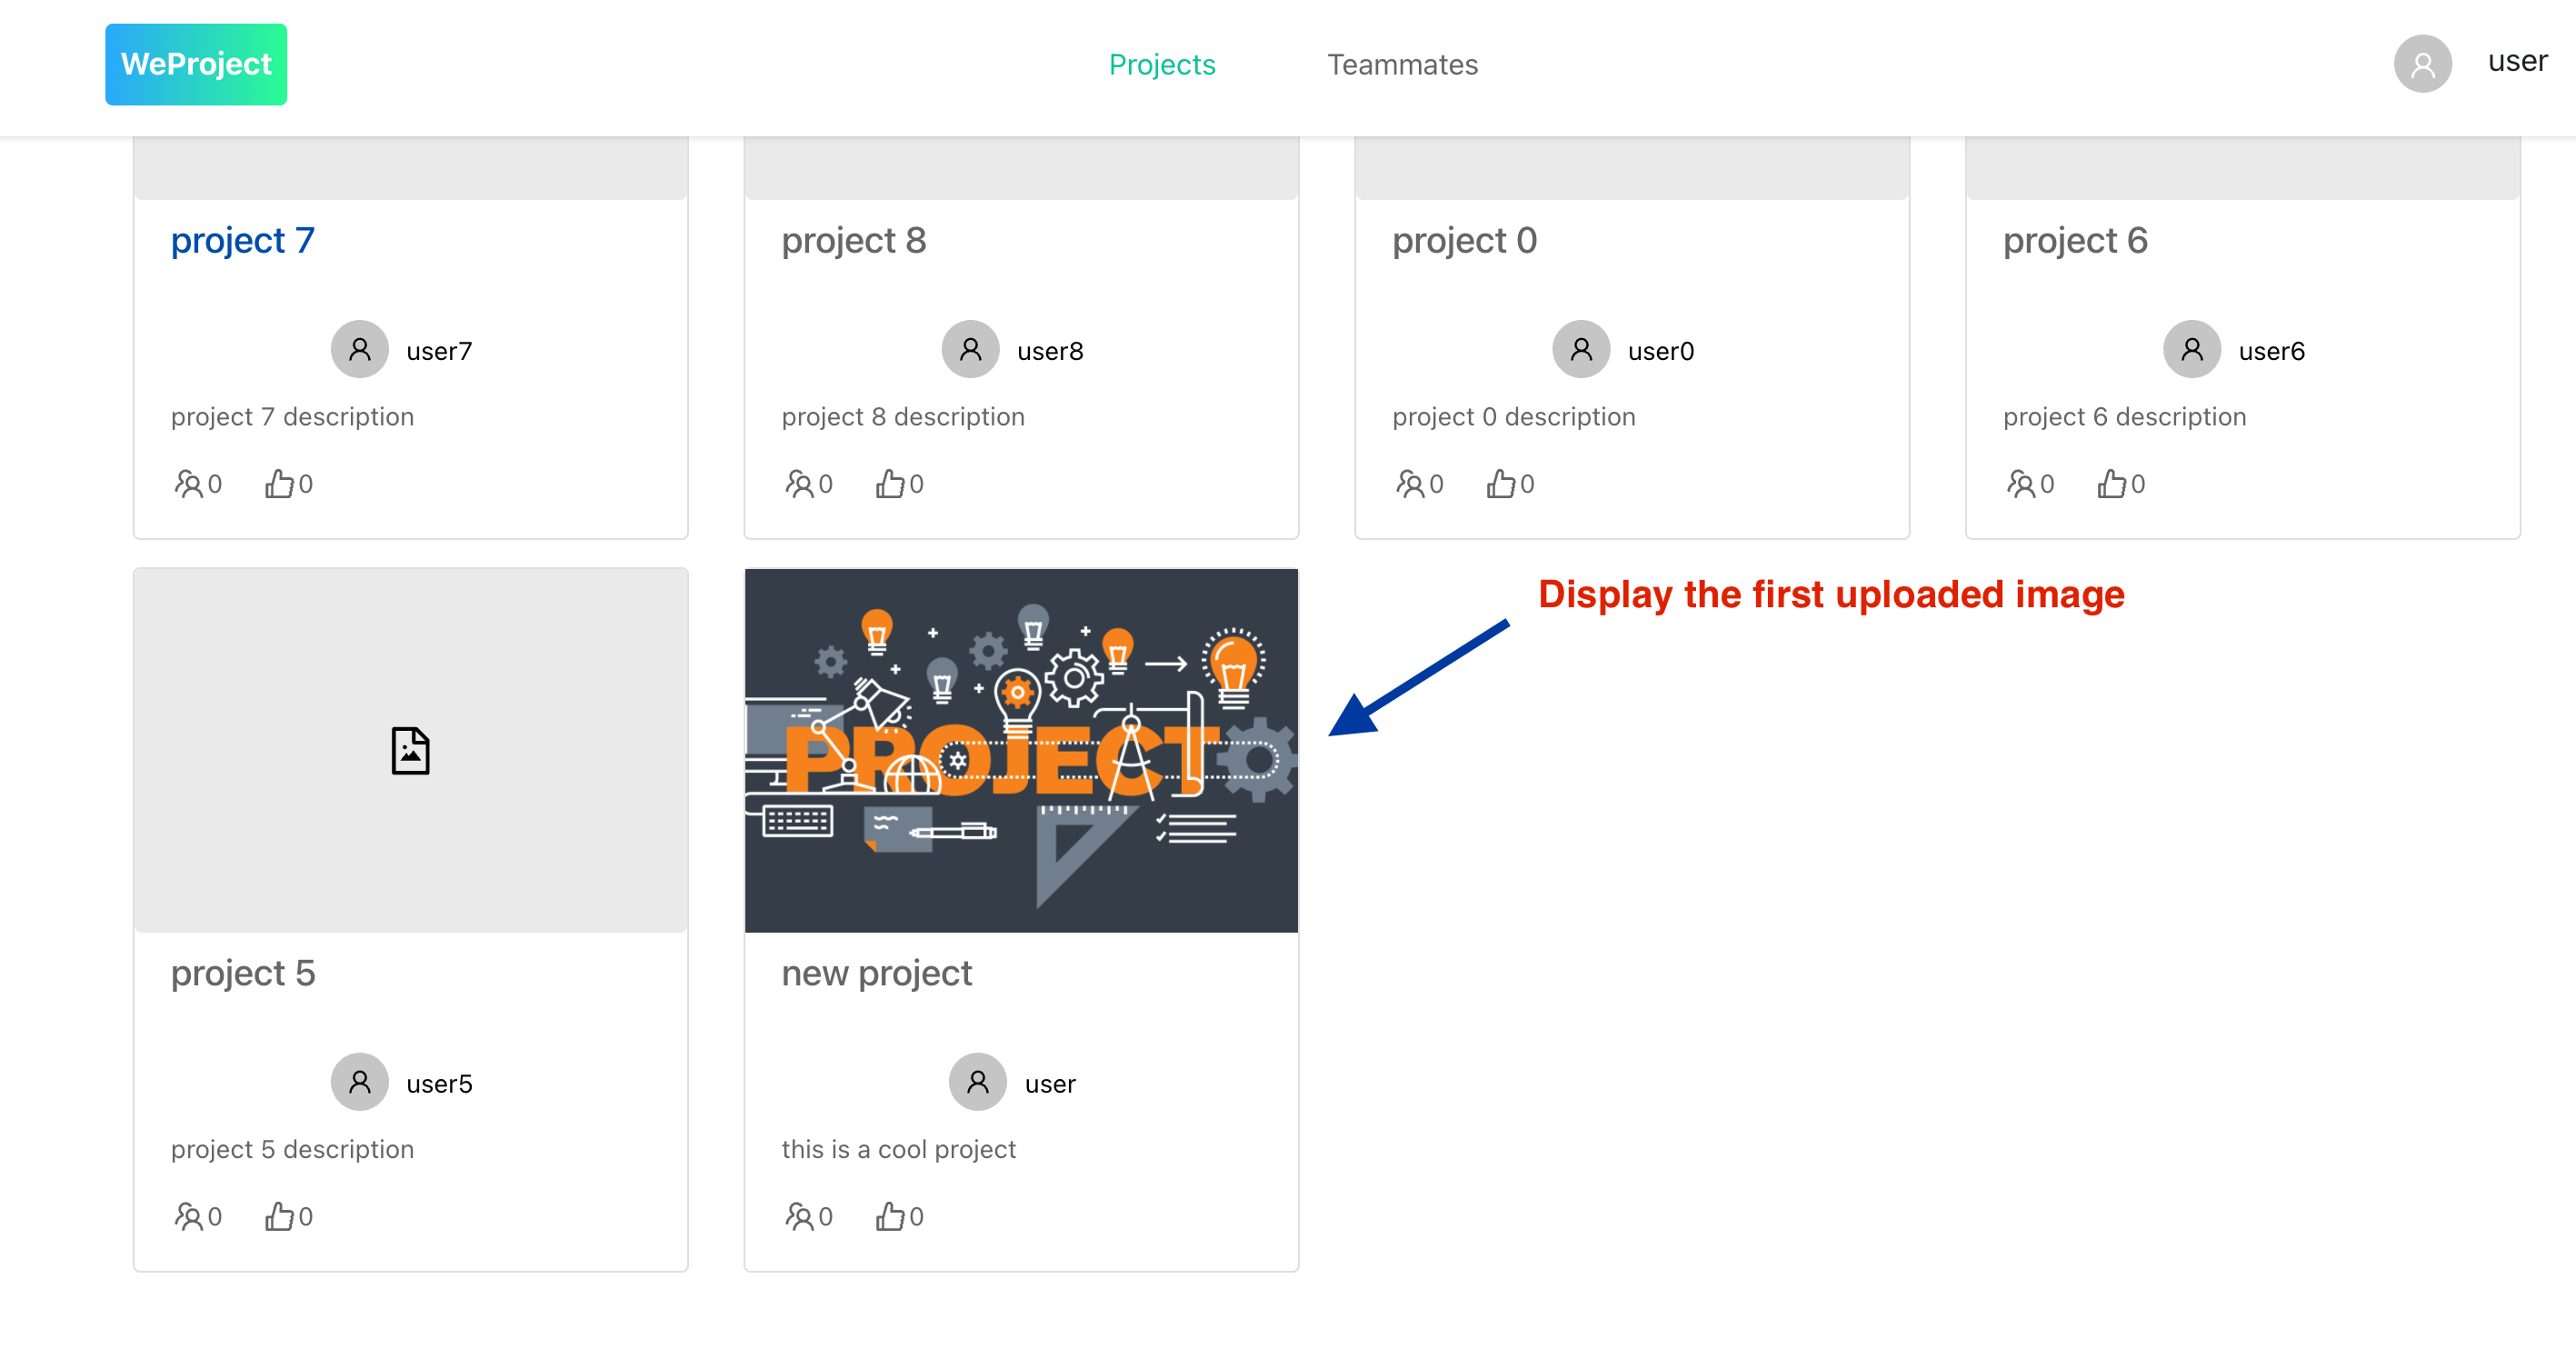 WeProject
Projects
Teammates
user
project 7
project 8
project 0
project 6
user7
user8
user0
user6
project 7 description
project 8 description
project 0 description
project 6 description
0 0
0 0
0 0
0 0
Display the first uploaded image
PROJECT
project 5
new project
user5
user
project 5 description
this is a cool project
0 0
0 0